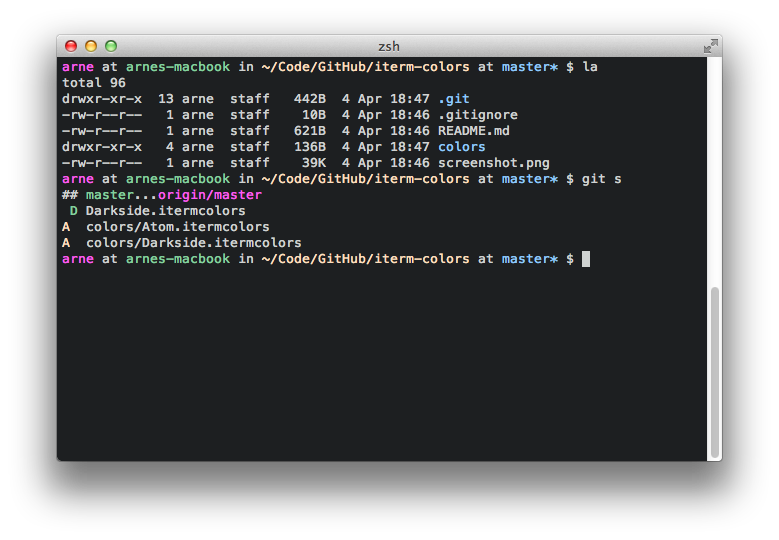 zsh
arne at arnes-macbook in ~/Code/GitHub/iterm-colors at master* $ la
total 96
drwxr-xr-x  13 arne  staff   442B  4 Apr 18:47 .git
-rw-r--r--   1 arne  staff    10B  4 Apr 18:46 .gitignore
-rw-r--r--   1 arne  staff   621B  4 Apr 18:46 README.md
drwxr-xr-x   4 arne  staff   136B  4 Apr 18:47 colors
-rw-r--r--   1 arne  staff    39K  4 Apr 18:46 screenshot.png
arne at arnes-macbook in ~/Code/GitHub/iterm-colors at master* $ git s
## master...origin/master
 D Darkside.itermcolors
A  colors/Atom.itermcolors
A  colors/Darkside.itermcolors
arne at arnes-macbook in ~/Code/GitHub/iterm-colors at master* $